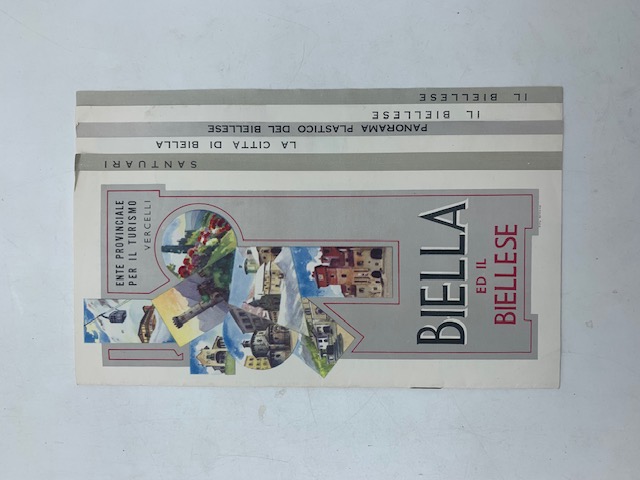 ENTE PROVINCIALE
PER IL TURISMO
VERCELLI
BIELLA
ED IL
BIELLESE
SANTUARI
LA CITTÀ DI BIELLA
PANORAMA PLASTICO DEL BIELLESE
IL BIELLESE
IL BIELLESE